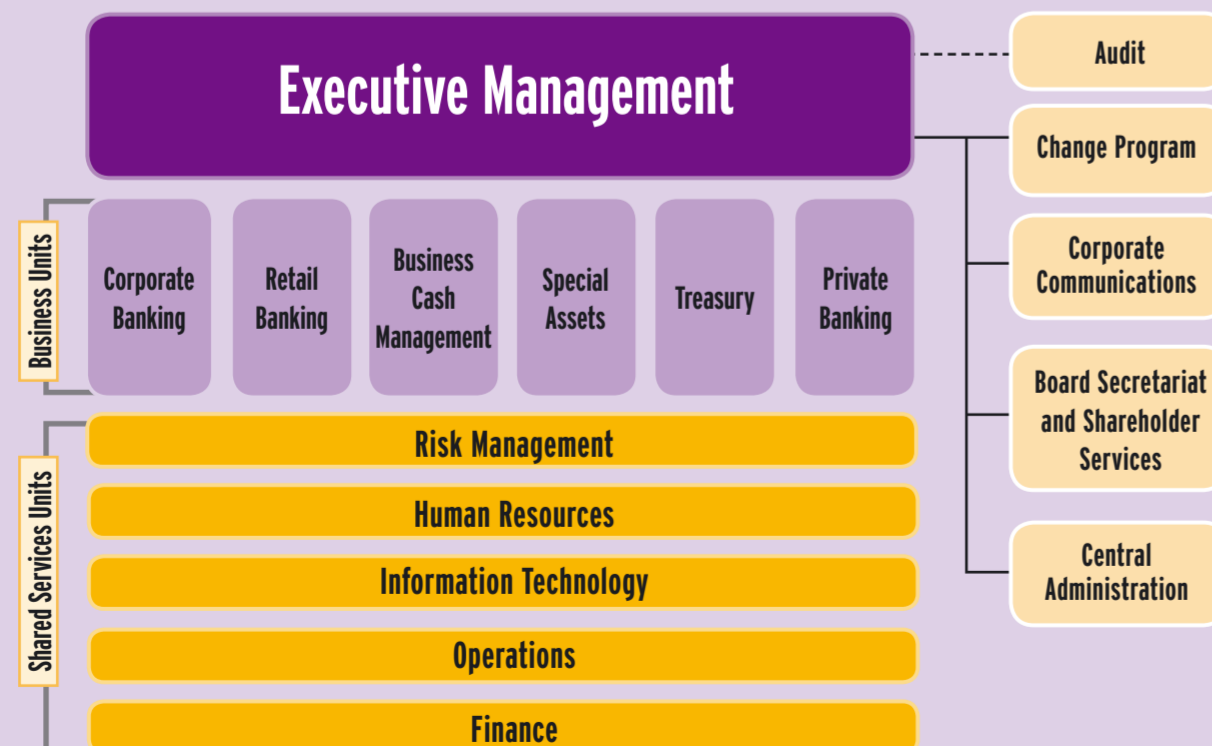 Executive Management
Audit
Change Program
Corporate
Communications
Board Secretariat
and Shareholder
Services
Central
Administration
Business Units
Corporate
Banking
Retail
Banking
Business
Cash
Management
Special
Assets
Treasury
Private
Banking
Shared Services Units
Risk Management
Human Resources
Information Technology
Operations
Finance